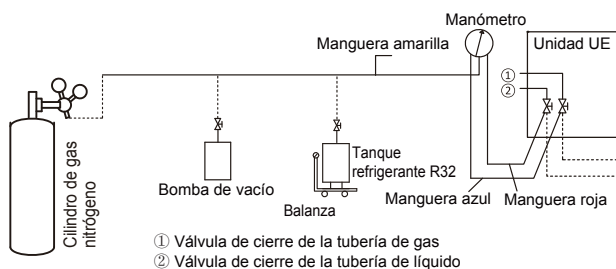 Manómetro
Manguera amarilla
Unidad UE
①
②
Cilindro de gas
nitrógeno
Bomba de vacío
Tanque
refrigerante R32
Balanza
Manguera azul
Manguera roja
① Válvula de cierre de la tubería de gas
② Válvula de cierre de la tubería de líquido